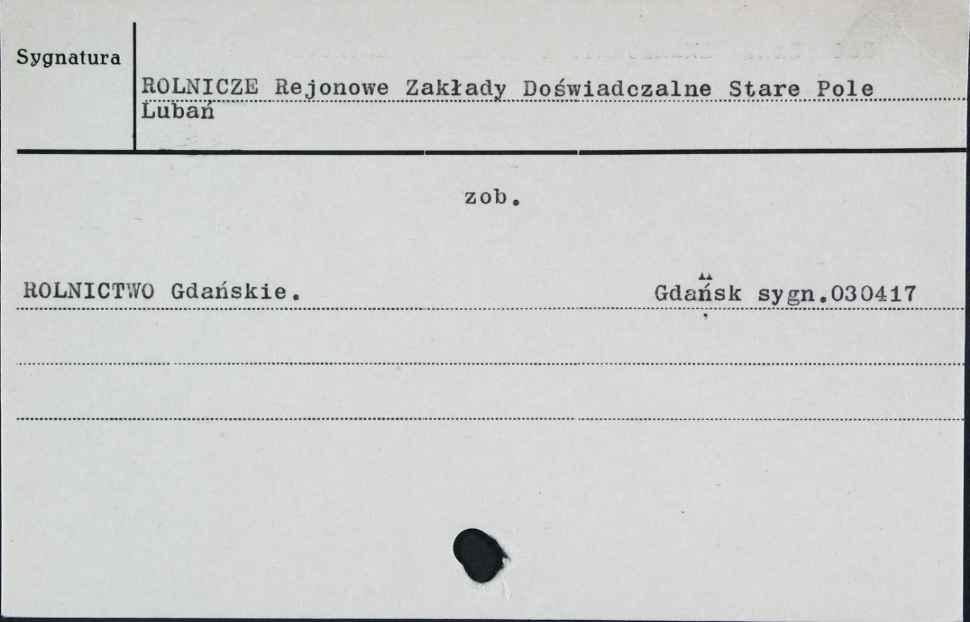 Sygnatura
ROLNICZE Rejonowe Zakłady Doświadczalne Stare Pole
Lubań
zob.
ROLNICTWO Gdańskie. Gdańsk sygn.030417